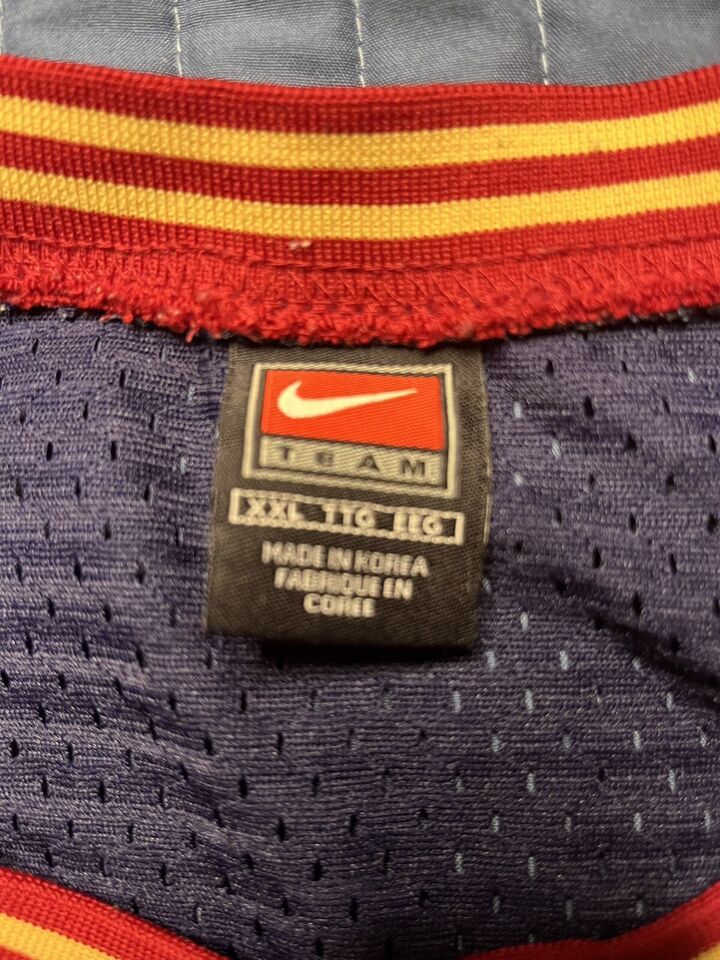 TEAM
XXL TTG EEG
MADE IN KOREA
FABRIQUE EN
COREE